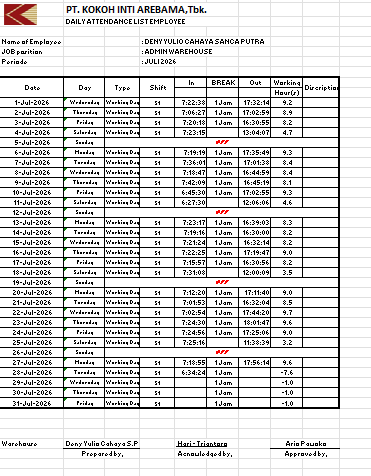 PT. KOKOH INTI AREBAMA,Tbk.
DAILY ATTENDANCE LIST EMPLOYEE
Name of Employee : DENY YULIO CAHAYA SANCA PUTRA
JOB position : ADMIN WAREHOUSE
Periode : JULI 2026
Date Day Type Shift In BREAK Out Working Hour(s) Discription
1-Jul-2026 Wednesday Working Day S1 7:22:38 1 Jam 17:32:14 9.2
2-Jul-2026 Thursday Working Day S1 7:06:27 1 Jam 17:02:59 8.9
3-Jul-2026 Friday Working Day S1 7:20:18 1 Jam 16:30:55 8.2
4-Jul-2026 Saturday Working Day S1 7:23:15 13:04:07 4.7
5-Jul-2026 Sunday OFF
6-Jul-2026 Monday Working Day S1 7:19:19 1 Jam 17:35:49 9.3
7-Jul-2026 Tuesday Working Day S1 7:36:01 1 Jam 17:01:38 8.4
8-Jul-2026 Wednesday Working Day S1 7:18:47 1 Jam 16:44:59 8.4
9-Jul-2026 Thursday Working Day S1 7:42:09 1 Jam 16:45:19 8.1
10-Jul-2026 Friday Working Day S1 6:45:30 1 Jam 17:02:55 9.3
11-Jul-2026 Saturday Working Day S1 6:27:30 12:06:06 4.6
12-Jul-2026 Sunday OFF
13-Jul-2026 Monday Working Day S1 7:23:17 1 Jam 16:39:03 8.3
14-Jul-2026 Tuesday Working Day S1 7:19:16 1 Jam 16:30:00 8.2
15-Jul-2026 Wednesday Working Day S1 7:21:24 1 Jam 16:32:14 8.2
16-Jul-2026 Thursday Working Day S1 7:22:25 1 Jam 17:19:47 9.0
17-Jul-2026 Friday Working Day S1 7:15:57 1 Jam 16:30:56 8.2
18-Jul-2026 Saturday Working Day S1 7:31:08 12:00:09 3.5
19-Jul-2026 Sunday OFF
20-Jul-2026 Monday Working Day S1 7:12:20 1 Jam 17:11:40 9.0
21-Jul-2026 Tuesday Working Day S1 7:01:53 1 Jam 16:32:04 8.5
22-Jul-2026 Wednesday Working Day S1 7:02:54 1 Jam 17:44:20 9.7
23-Jul-2026 Thursday Working Day S1 7:24:30 1 Jam 18:01:47 9.6
24-Jul-2026 Friday Working Day S1 7:24:56 1 Jam 17:25:06 9.0
25-Jul-2026 Saturday Working Day S1 7:25:16 11:38:39 3.2
26-Jul-2026 Sunday OFF
27-Jul-2026 Monday Working Day S1 7:18:55 1 Jam 17:56:14 9.6
28-Jul-2026 Tuesday Working Day S1 6:34:24 1 Jam -7.6
29-Jul-2026 Wednesday Working Day S1 1 Jam -1.0
30-Jul-2026 Thursday Working Day S1 1 Jam -1.0
31-Jul-2026 Friday Working Day S1 1 Jam -1.0
Warehouse Deny Yulio Cahaya S.P Hari - Triantara
Prepared by, Acnowledged by, Approved by,